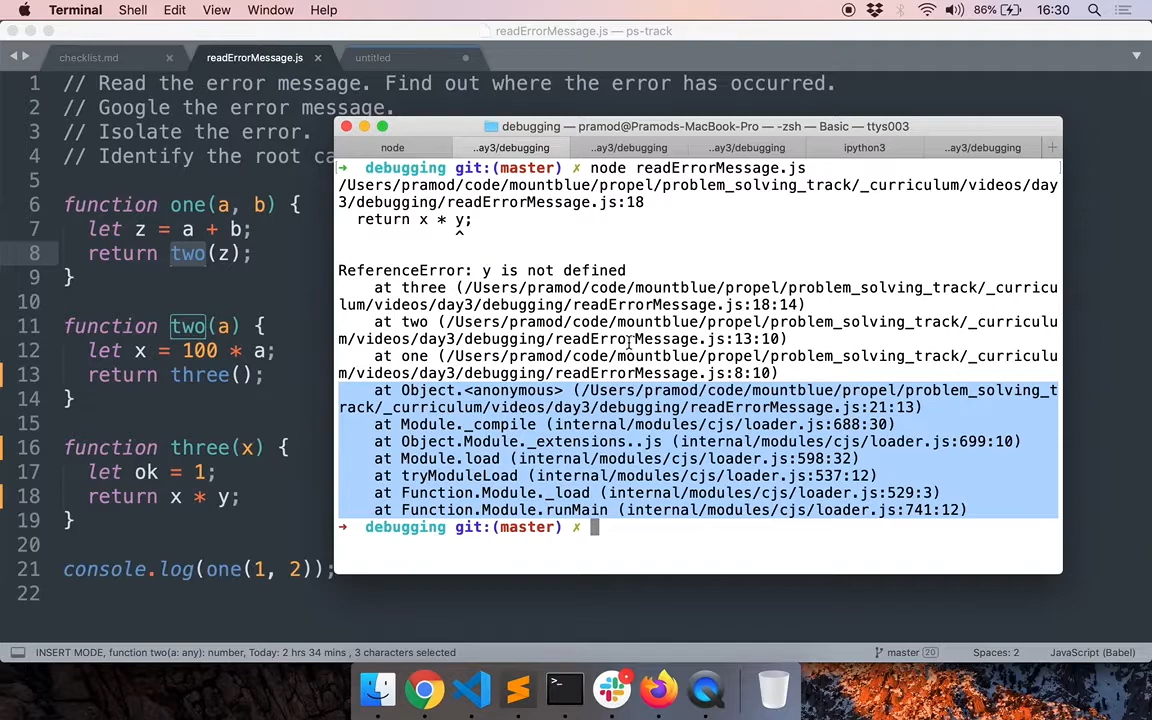 Terminal Shell Edit View Window Help 86% 16:30
readErrorMessage.js — ps-track
checklist.md × readErrorMessage.js × untitled
1 // Read the error message. Find out where the error has occurred.
2 // Google the error message.
3 // Isolate the error.
4 // Identify the root ca
5
6 function one(a, b) {
7 let z = a + b;
8 return two(z);
9 }
10
11 function two(a) {
12 let x = 100 * a;
13 return three();
14 }
15
16 function three(x) {
17 let ok = 1;
18 return x * y;
19 }
20
21 console.log(one(1, 2));
22
debugging — pramod@Pramods-MacBook-Pro — -zsh — Basic — ttys003
node ..ay3/debugging ..ay3/debugging ..ay3/debugging ipython3 ..ay3/debugging +
→ debugging git:(master) ✗ node readErrorMessage.js
/Users/pramod/code/mountblue/propel/problem_solving_track/_curriculum/videos/day
3/debugging/readErrorMessage.js:18
return x * y;
^
ReferenceError: y is not defined
at three (/Users/pramod/code/mountblue/propel/problem_solving_track/_curricu
lum/videos/day3/debugging/readErrorMessage.js:18:14)
at two (/Users/pramod/code/mountblue/propel/problem_solving_track/_curriculu
m/videos/day3/debugging/readErrorMessage.js:13:10)
at one (/Users/pramod/code/mountblue/propel/problem_solving_track/_curriculu
m/videos/day3/debugging/readErrorMessage.js:8:10)
at Object.<anonymous> (/Users/pramod/code/mountblue/propel/problem_solving_t
rack/_curriculum/videos/day3/debugging/readErrorMessage.js:21:13)
at Module._compile (internal/modules/cjs/loader.js:688:30)
at Object.Module._extensions..js (internal/modules/cjs/loader.js:699:10)
at Module.load (internal/modules/cjs/loader.js:598:32)
at tryModuleLoad (internal/modules/cjs/loader.js:537:12)
at Function.Module._load (internal/modules/cjs/loader.js:529:3)
at Function.Module.runMain (internal/modules/cjs/loader.js:741:12)
→ debugging git:(master) ✗
INSERT MODE, function two(a: any): number, Today: 2 hrs 34 mins , 3 characters selected master 20 Spaces: 2 JavaScript (Babel)